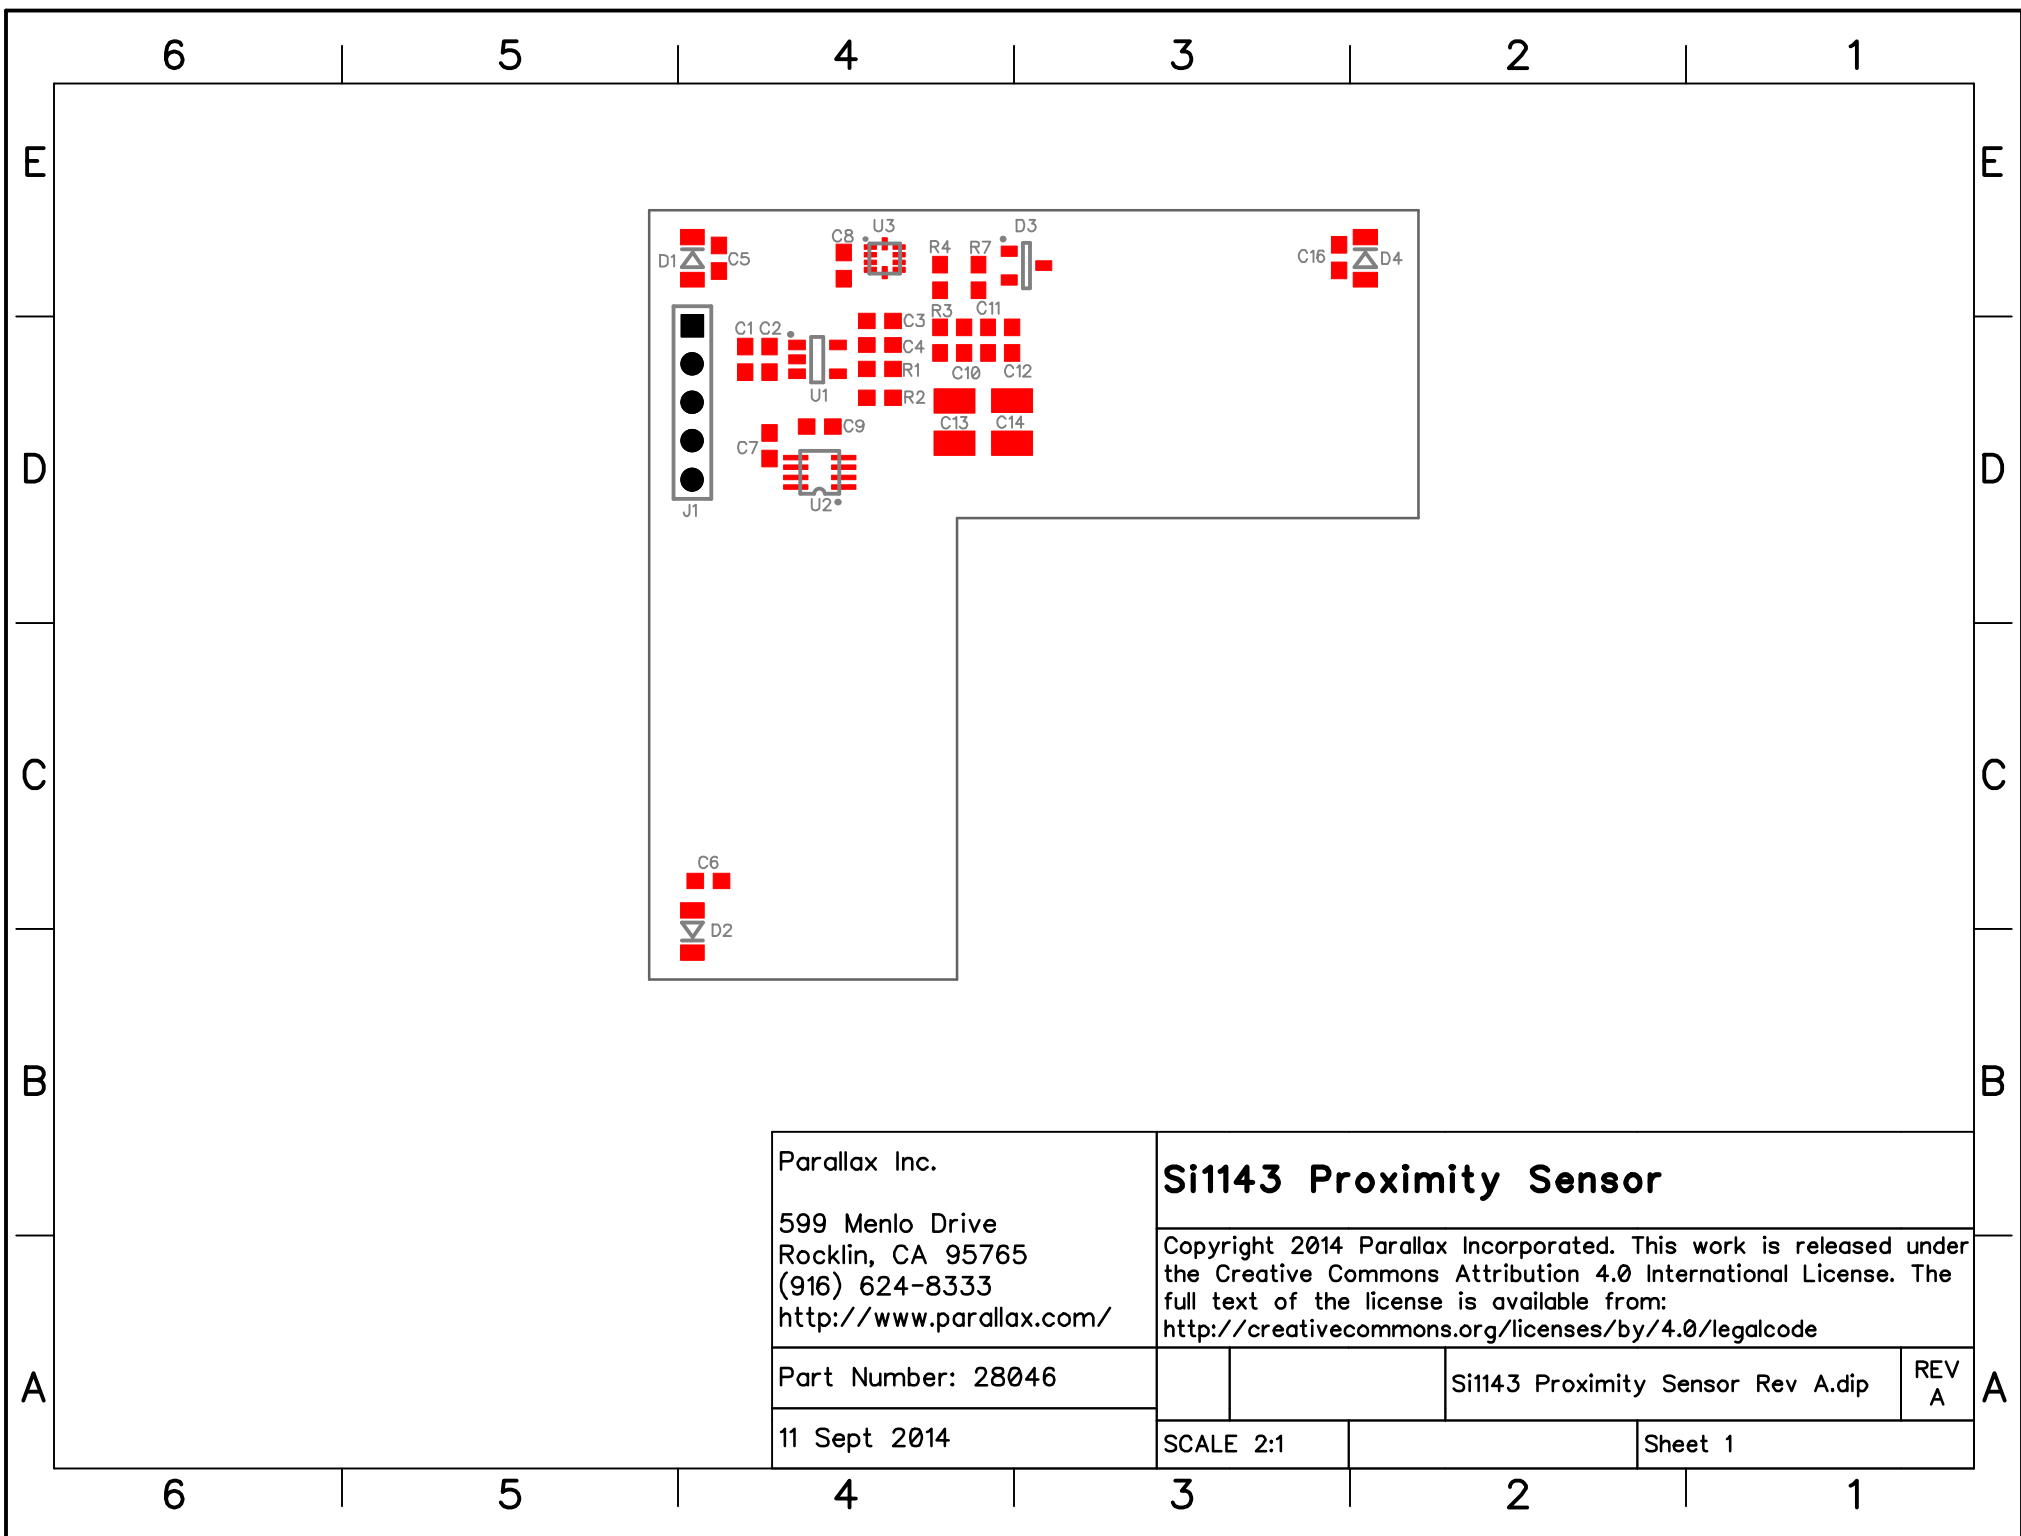 6 5 4 3 2 1
E E
U3 D3
C8 R4 R7
D1 C5 C16 D4
R3 C11
C1 C2 C3
C4
R1 C10 C12
U1 R2
C9 C13 C14
C7
D D
U2
J1
C C
C6
D2
B B
Parallax Inc.
599 Menlo Drive
Rocklin, CA 95765
(916) 624-8333
http://www.parallax.com/
Part Number: 28046
11 Sept 2014
Si1143 Proximity Sensor
Copyright 2014 Parallax Incorporated. This work is released under
the Creative Commons Attribution 4.0 International License. The
full text of the license is available from:
http://creativecommons.org/licenses/by/4.0/legalcode
Si1143 Proximity Sensor Rev A.dip
REV
A
SCALE 2:1
Sheet 1
A A
6 5 4 3 2 1